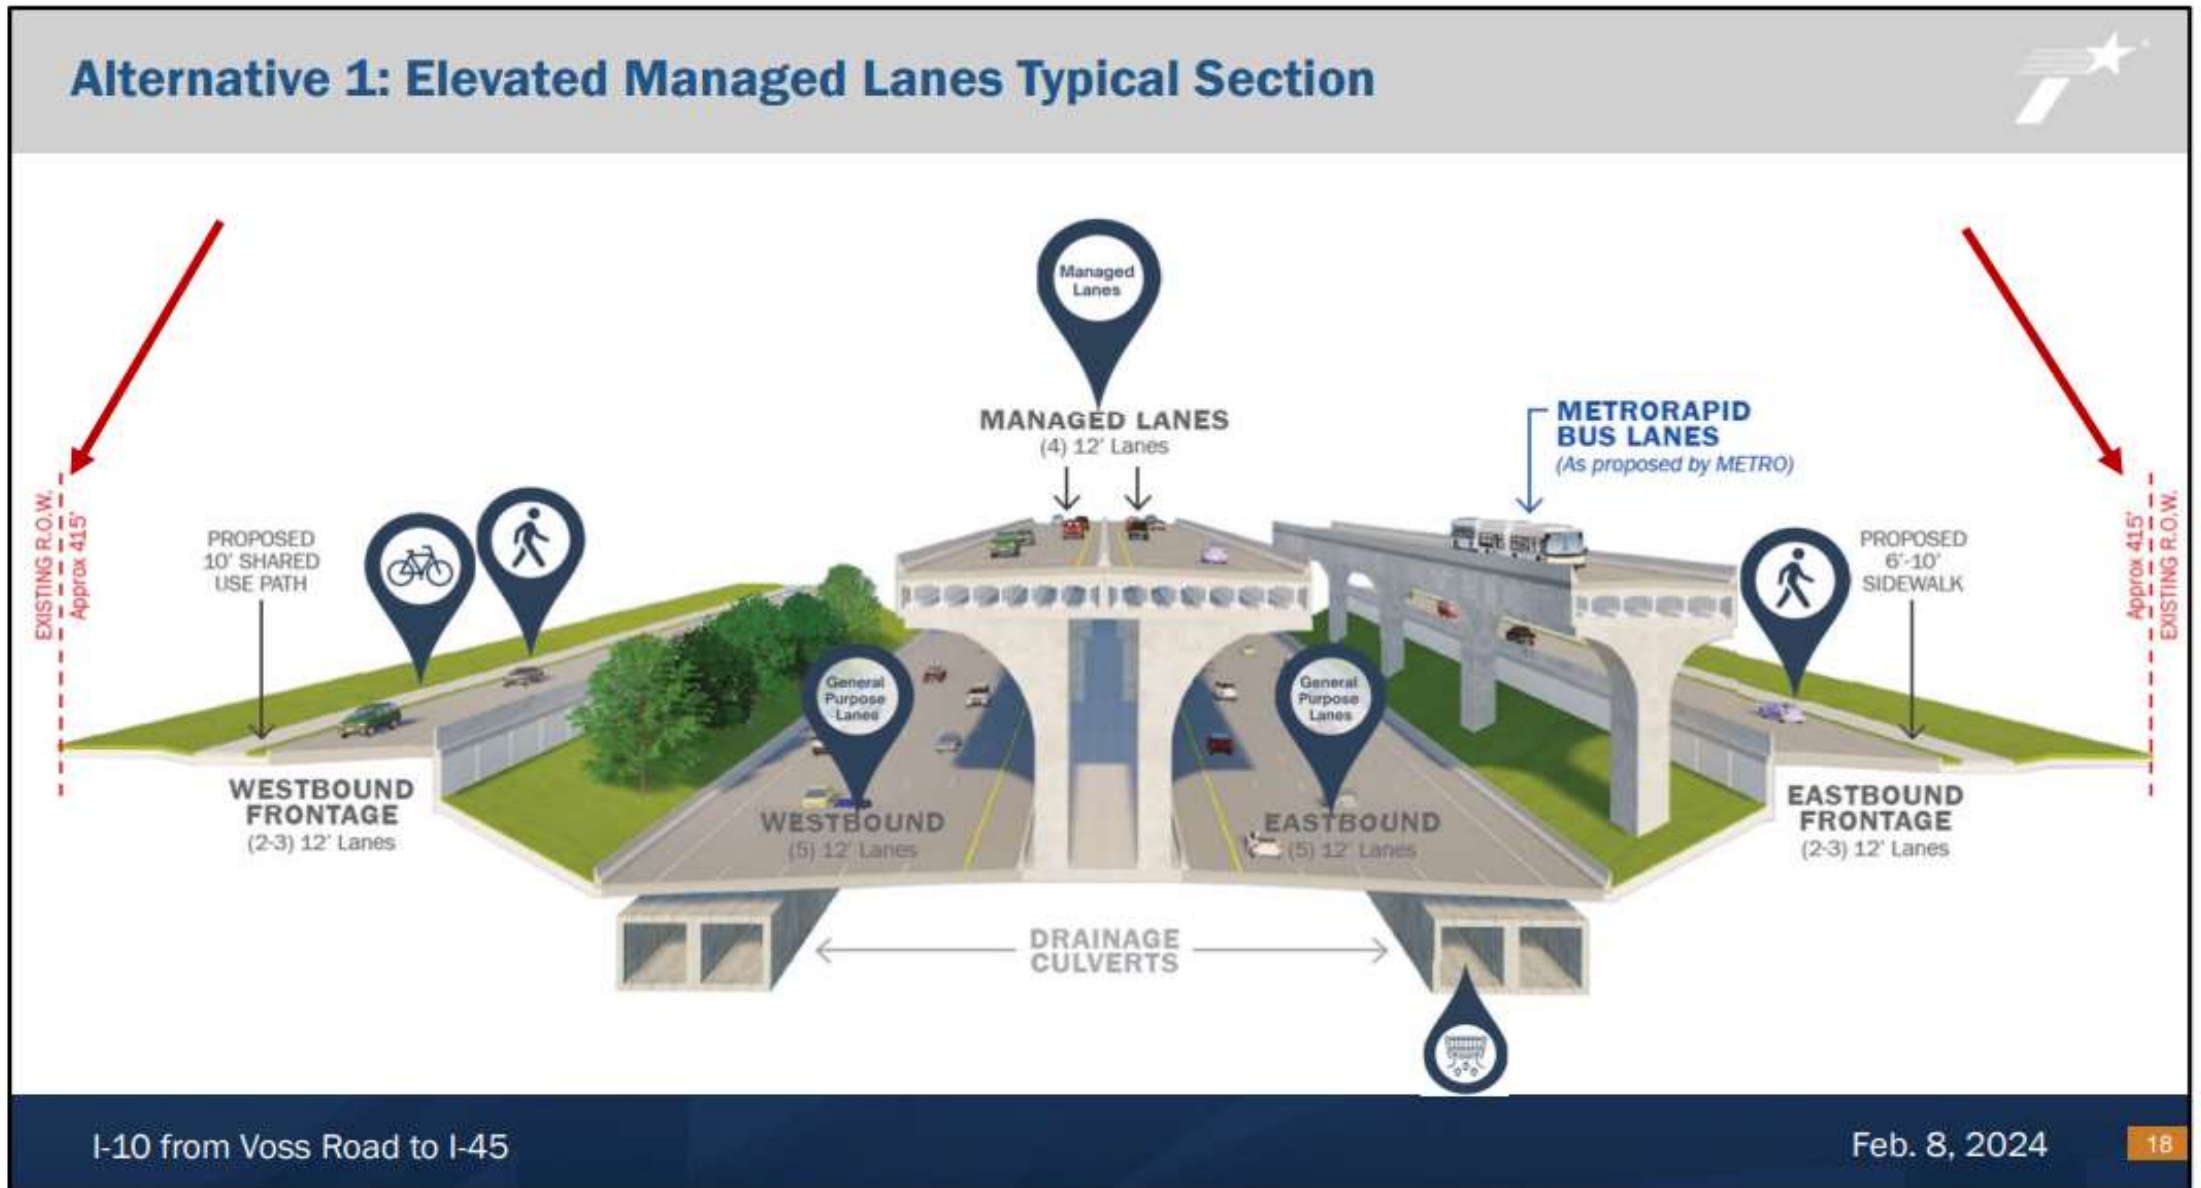 Alternative 1: Elevated Managed Lanes Typical Section
Managed
Lanes
MANAGED LANES
(4) 12' Lanes
METRORAPID
BUS LANES
(As proposed by METRO)
EXISTING R.O.W.
Approx 415'
PROPOSED
10' SHARED
USE PATH
PROPOSED
6'-10'
SIDEWALK
Approx 415'
EXISTING R.O.W.
General
Purpose
Lanes
General
Purpose
Lanes
WESTBOUND
FRONTAGE
(2-3) 12' Lanes
WESTBOUND
(5) 12' Lanes
EASTBOUND
(5) 12' Lanes
EASTBOUND
FRONTAGE
(2-3) 12' Lanes
DRAINAGE
CULVERTS
I-10 from Voss Road to I-45
Feb. 8, 2024
18